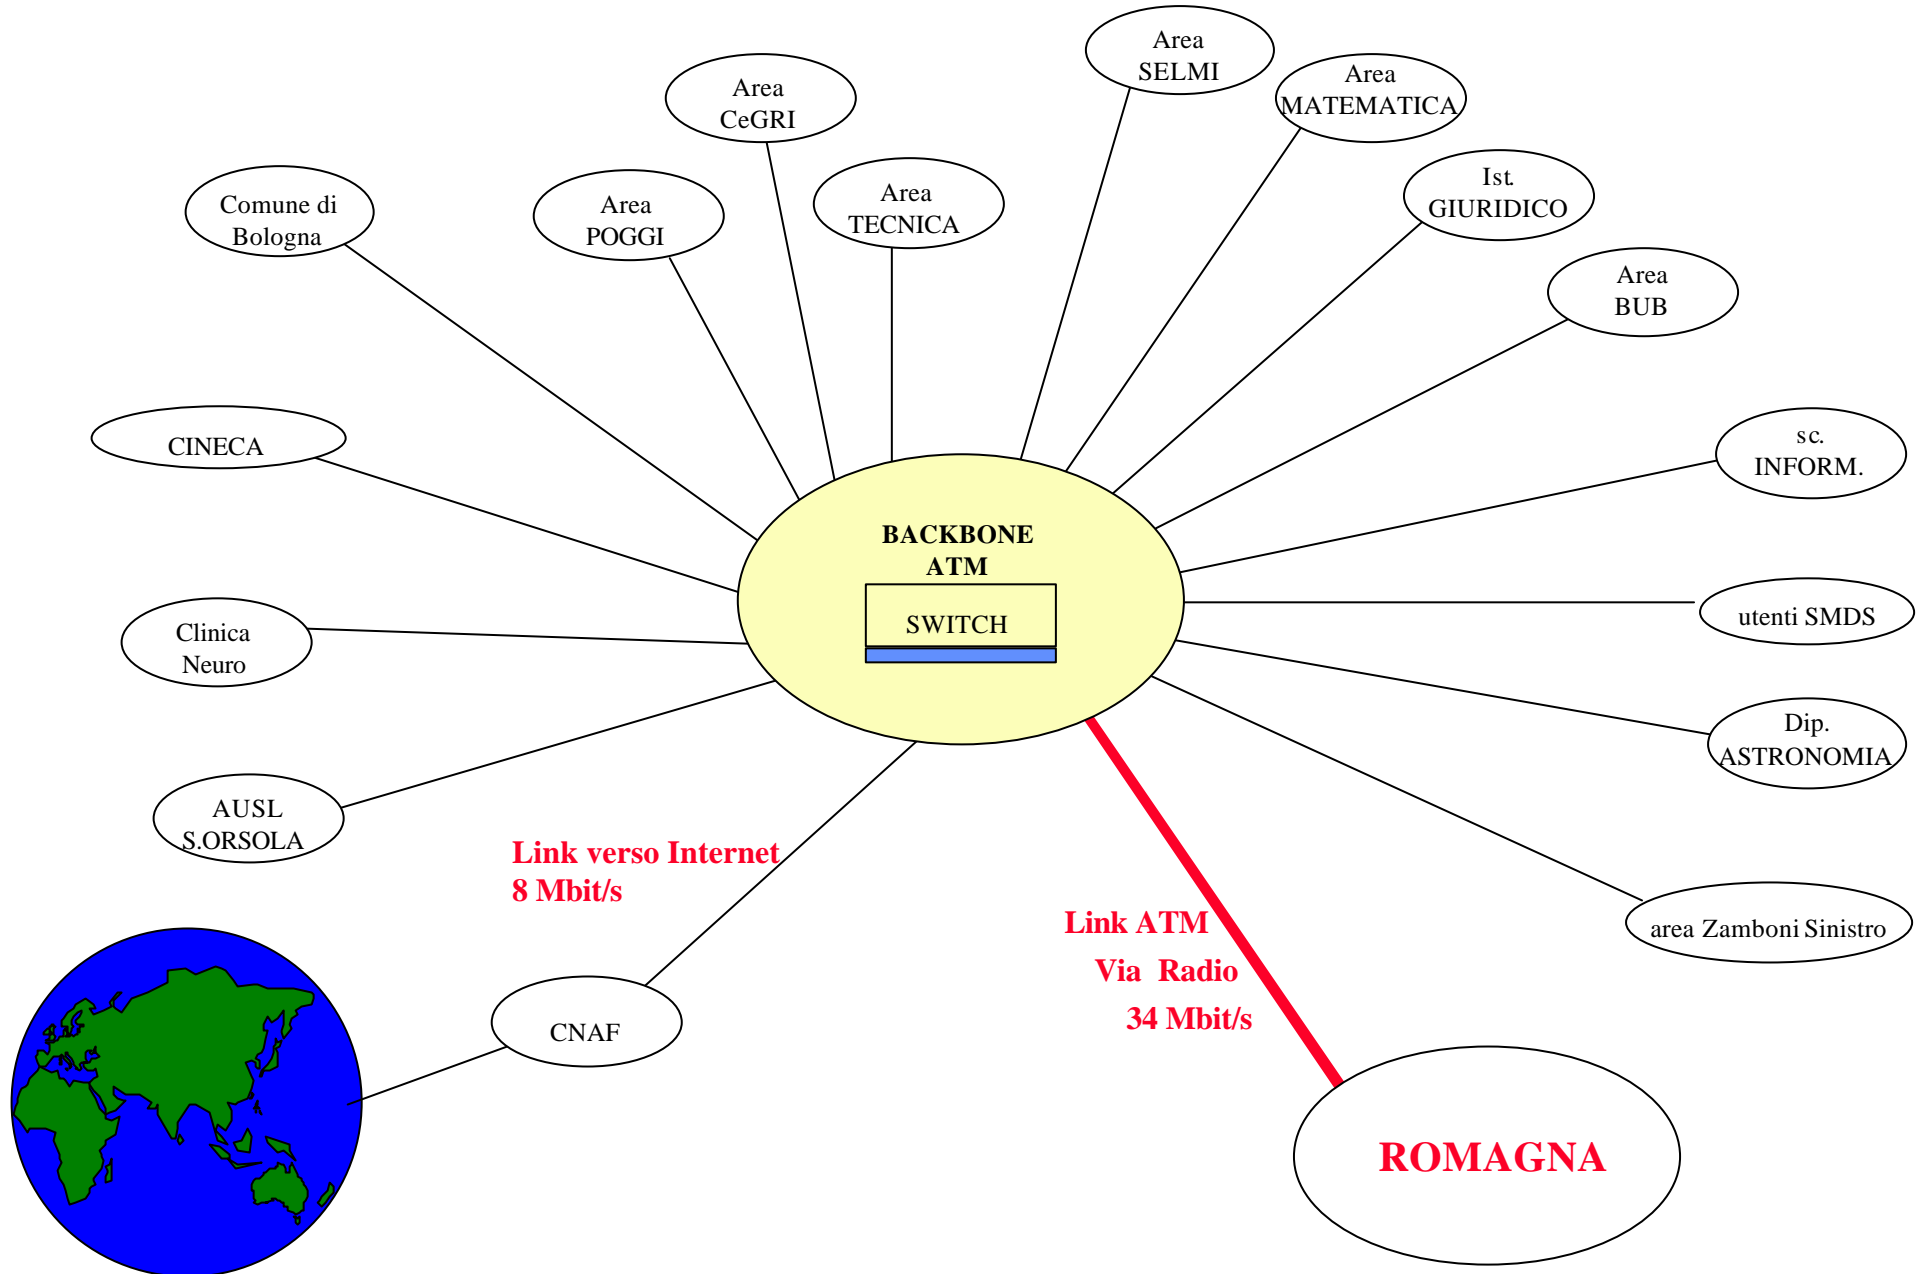 Area
SELMI
Area
MATEMATICA
Area
CeGRI
Ist.
GIURIDICO
Comune di
Bologna
Area
POGGI
Area
TECNICA
Area
BUB
CINECA
sc.
INFORM.
BACKBONE
ATM
SWITCH
utenti SMDS
Clinica
Neuro
Dip.
ASTRONOMIA
AUSL
S.ORSOLA
Link verso Internet
8 Mbit/s
Link ATM
Via Radio
34 Mbit/s
area Zamboni Sinistro
CNAF
ROMAGNA